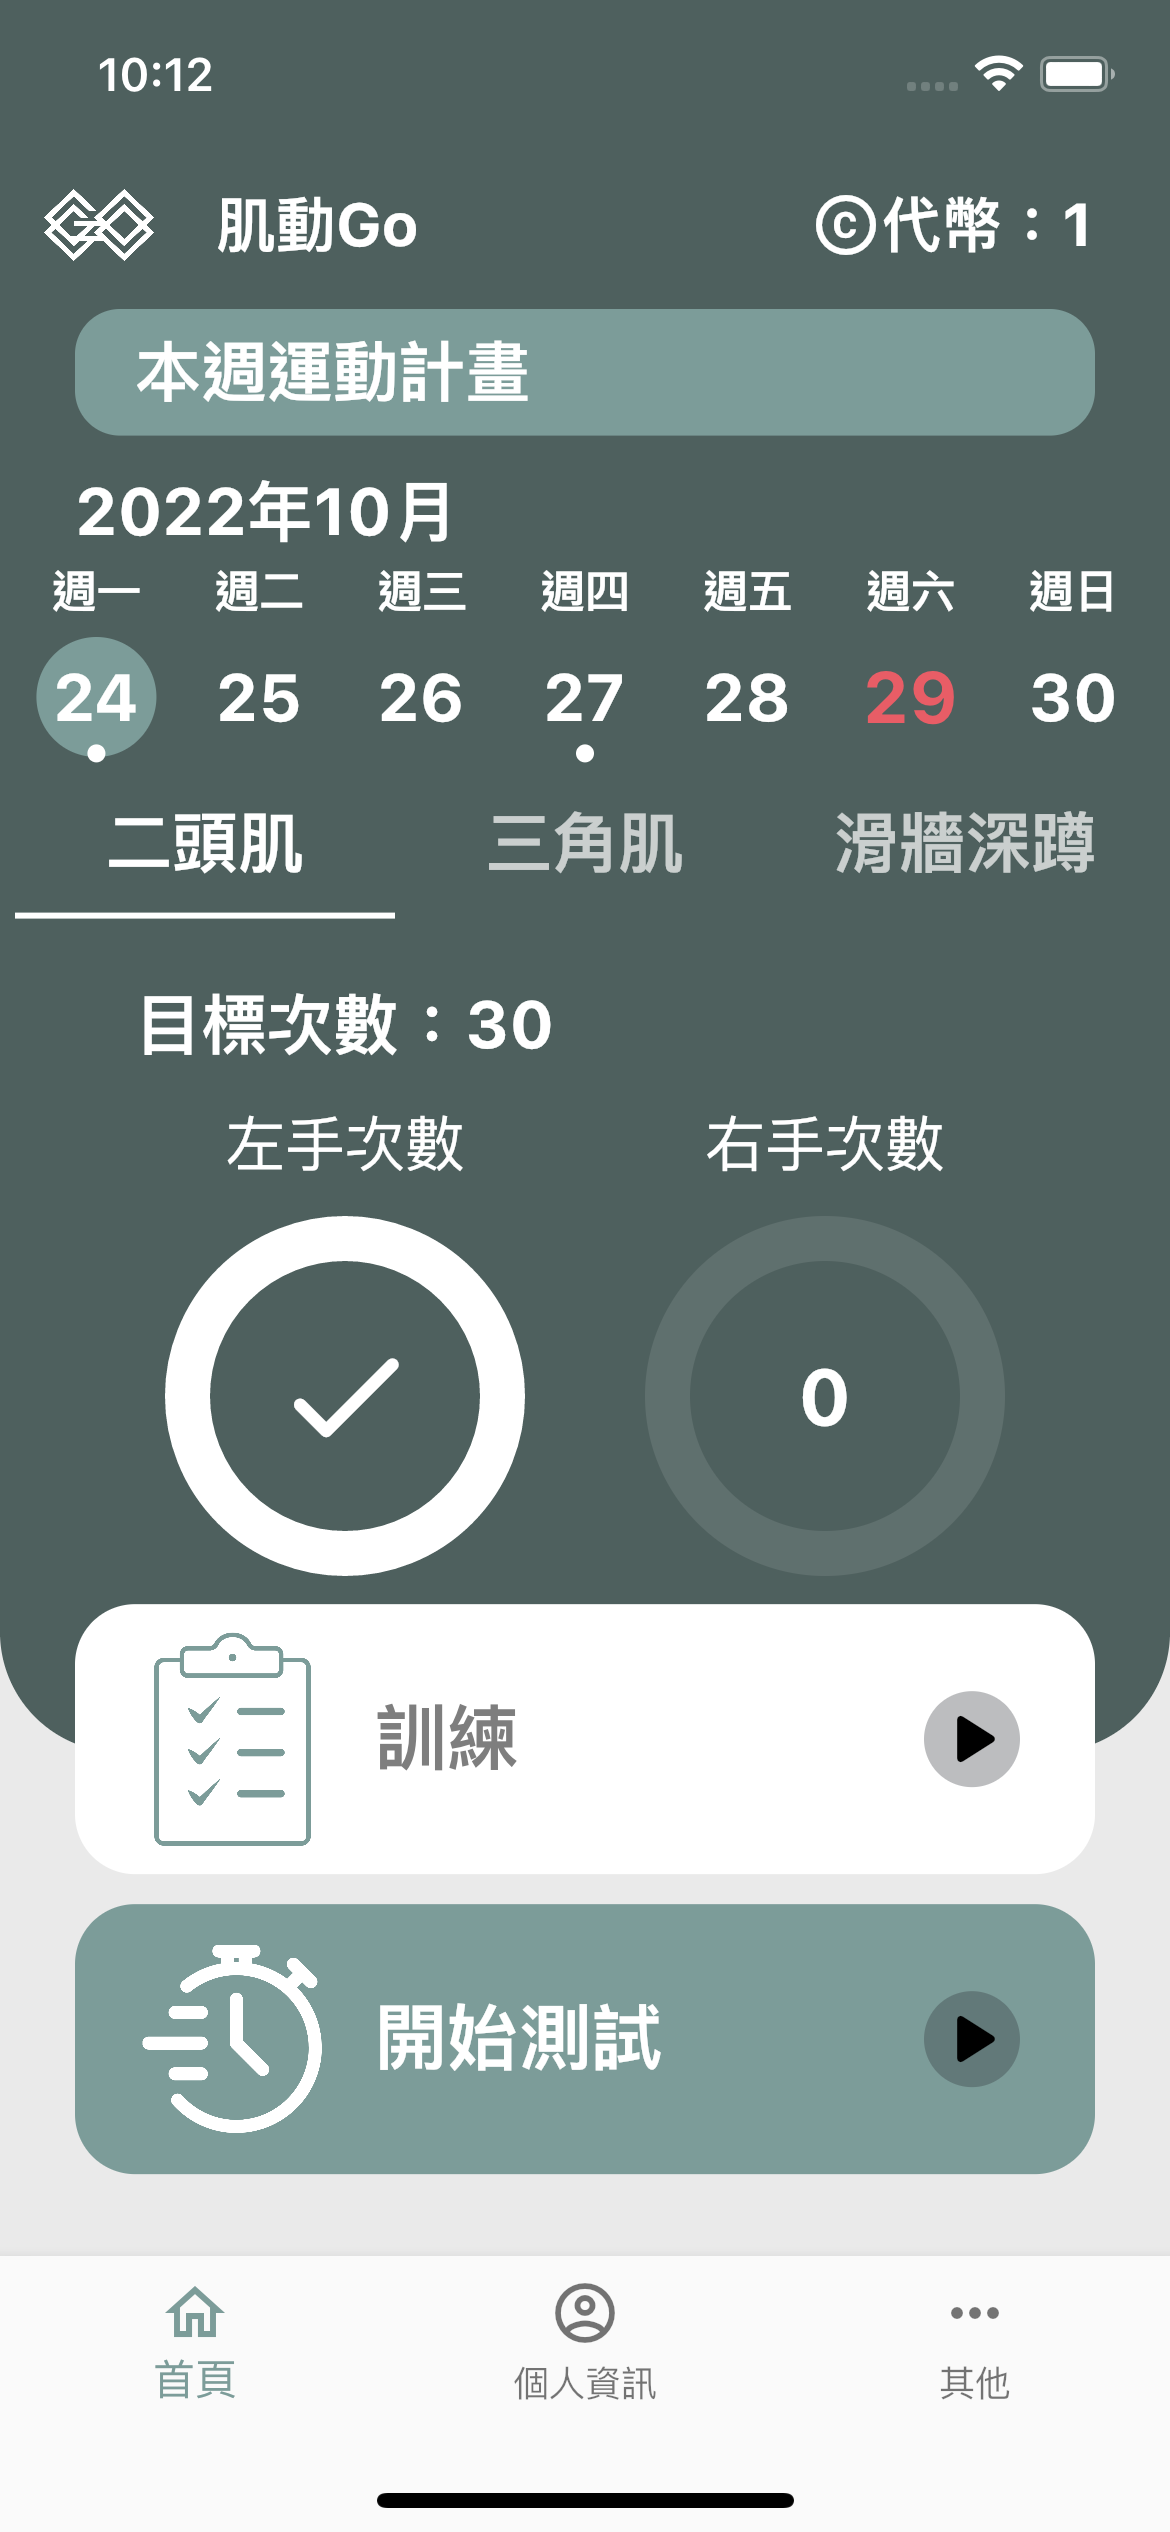 10:12
GO 肌動Go ©代幣：1
本週運動計畫
2022年10月
週一 週二 週三 週四 週五 週六 週日
24 25 26 27 28 29 30
二頭肌 三角肌 滑牆深蹲
目標次數：30
左手次數 右手次數
0
訓練
開始測試
首頁 個人資訊 其他